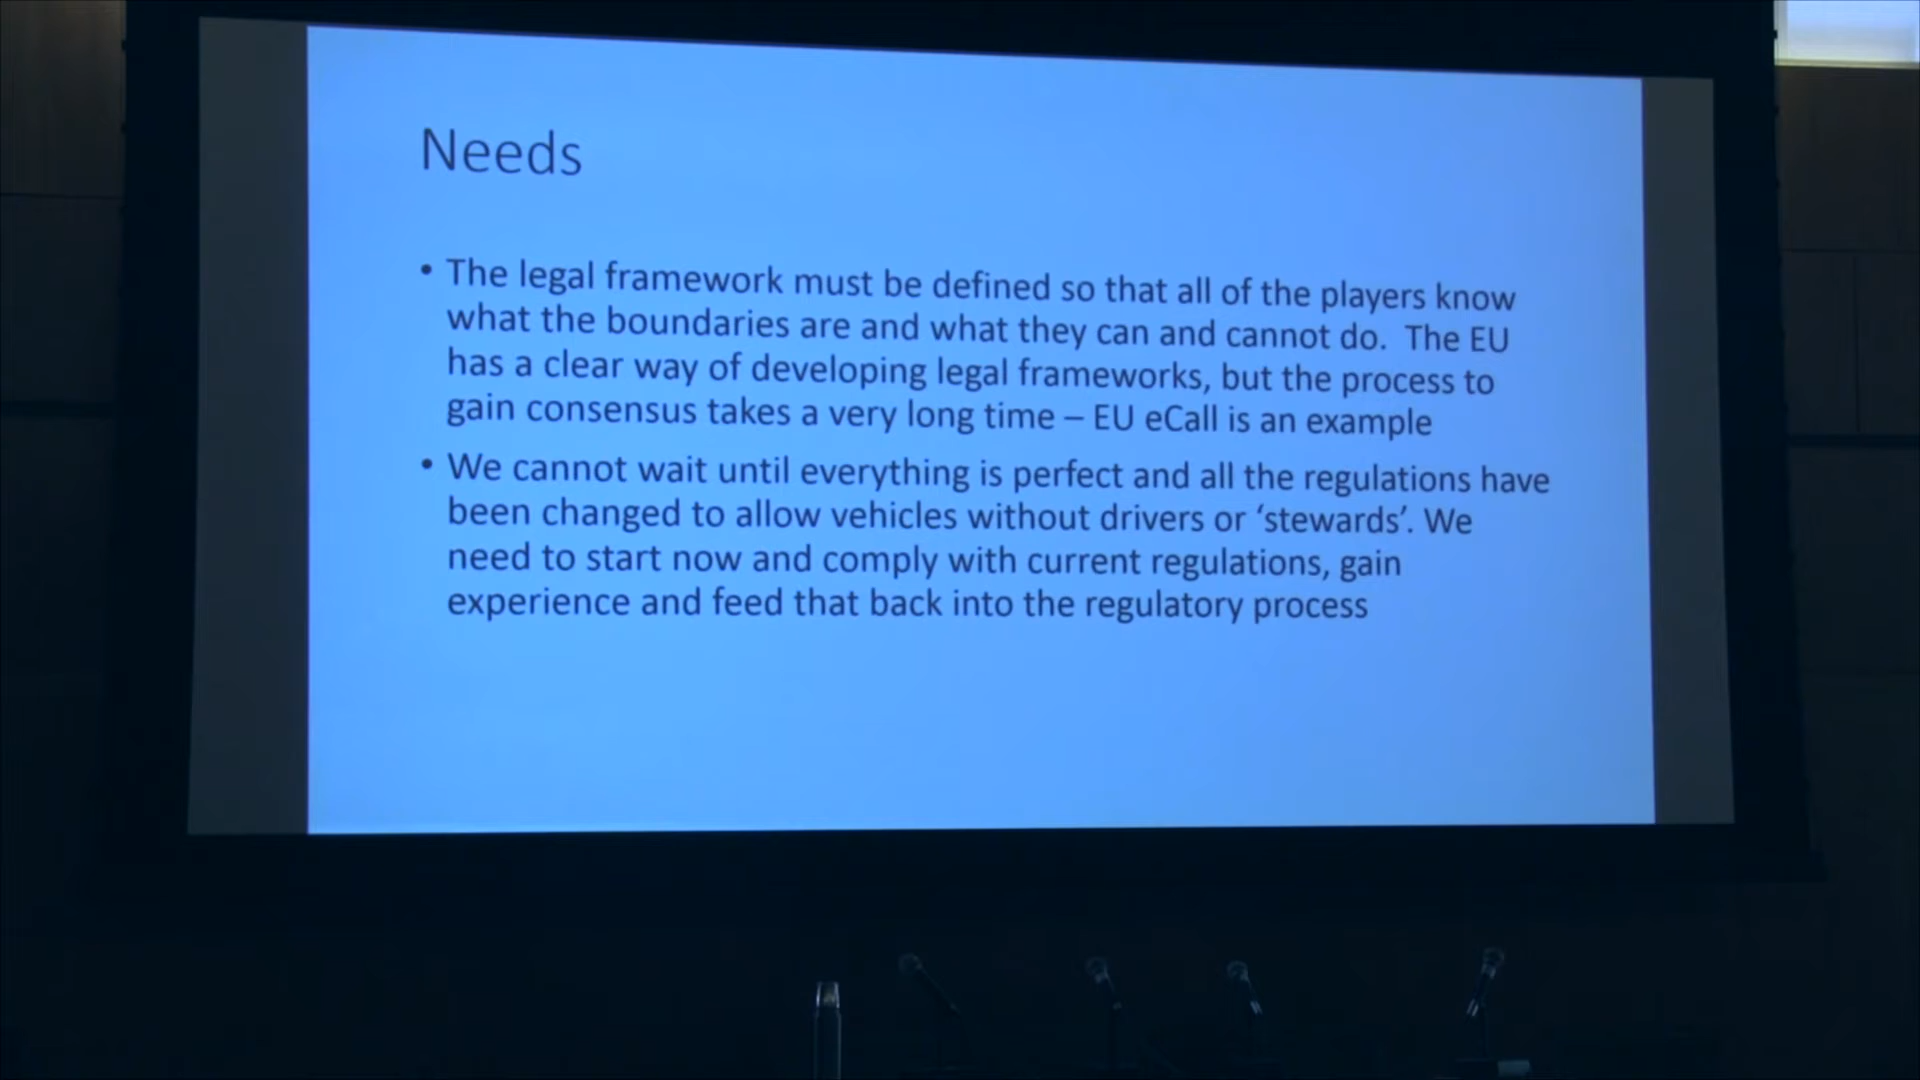 Needs
• The legal framework must be defined so that all of the players know
what the boundaries are and what they can and cannot do.  The EU
has a clear way of developing legal frameworks, but the process to
gain consensus takes a very long time – EU eCall is an example
• We cannot wait until everything is perfect and all the regulations have
been changed to allow vehicles without drivers or ‘stewards’. We
need to start now and comply with current regulations, gain
experience and feed that back into the regulatory process